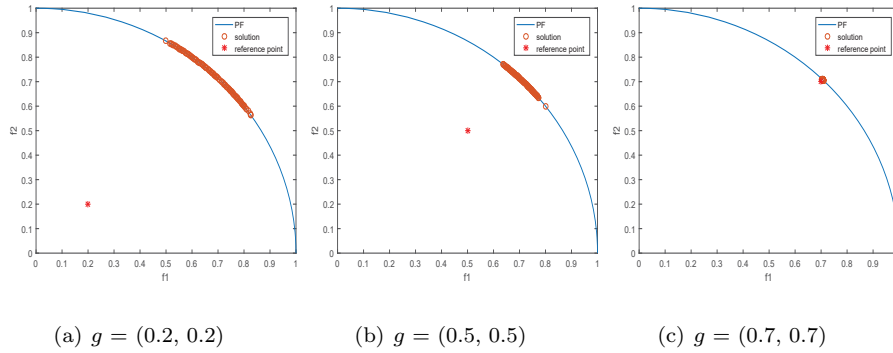 PF
solution
reference point
f2
1
0.9
0.8
0.7
0.6
0.5
0.4
0.3
0.2
0.1
0
0 0.1 0.2 0.3 0.4 0.5 0.6 0.7 0.8 0.9 1
f1
(a) g = (0.2, 0.2)
PF
solution
reference point
f2
1
0.9
0.8
0.7
0.6
0.5
0.4
0.3
0.2
0.1
0
0 0.1 0.2 0.3 0.4 0.5 0.6 0.7 0.8 0.9 1
f1
(b) g = (0.5, 0.5)
PF
solution
reference point
f2
1
0.9
0.8
0.7
0.6
0.5
0.4
0.3
0.2
0.1
0
0 0.1 0.2 0.3 0.4 0.5 0.6 0.7 0.8 0.9
f1
(c) g = (0.7, 0.7)